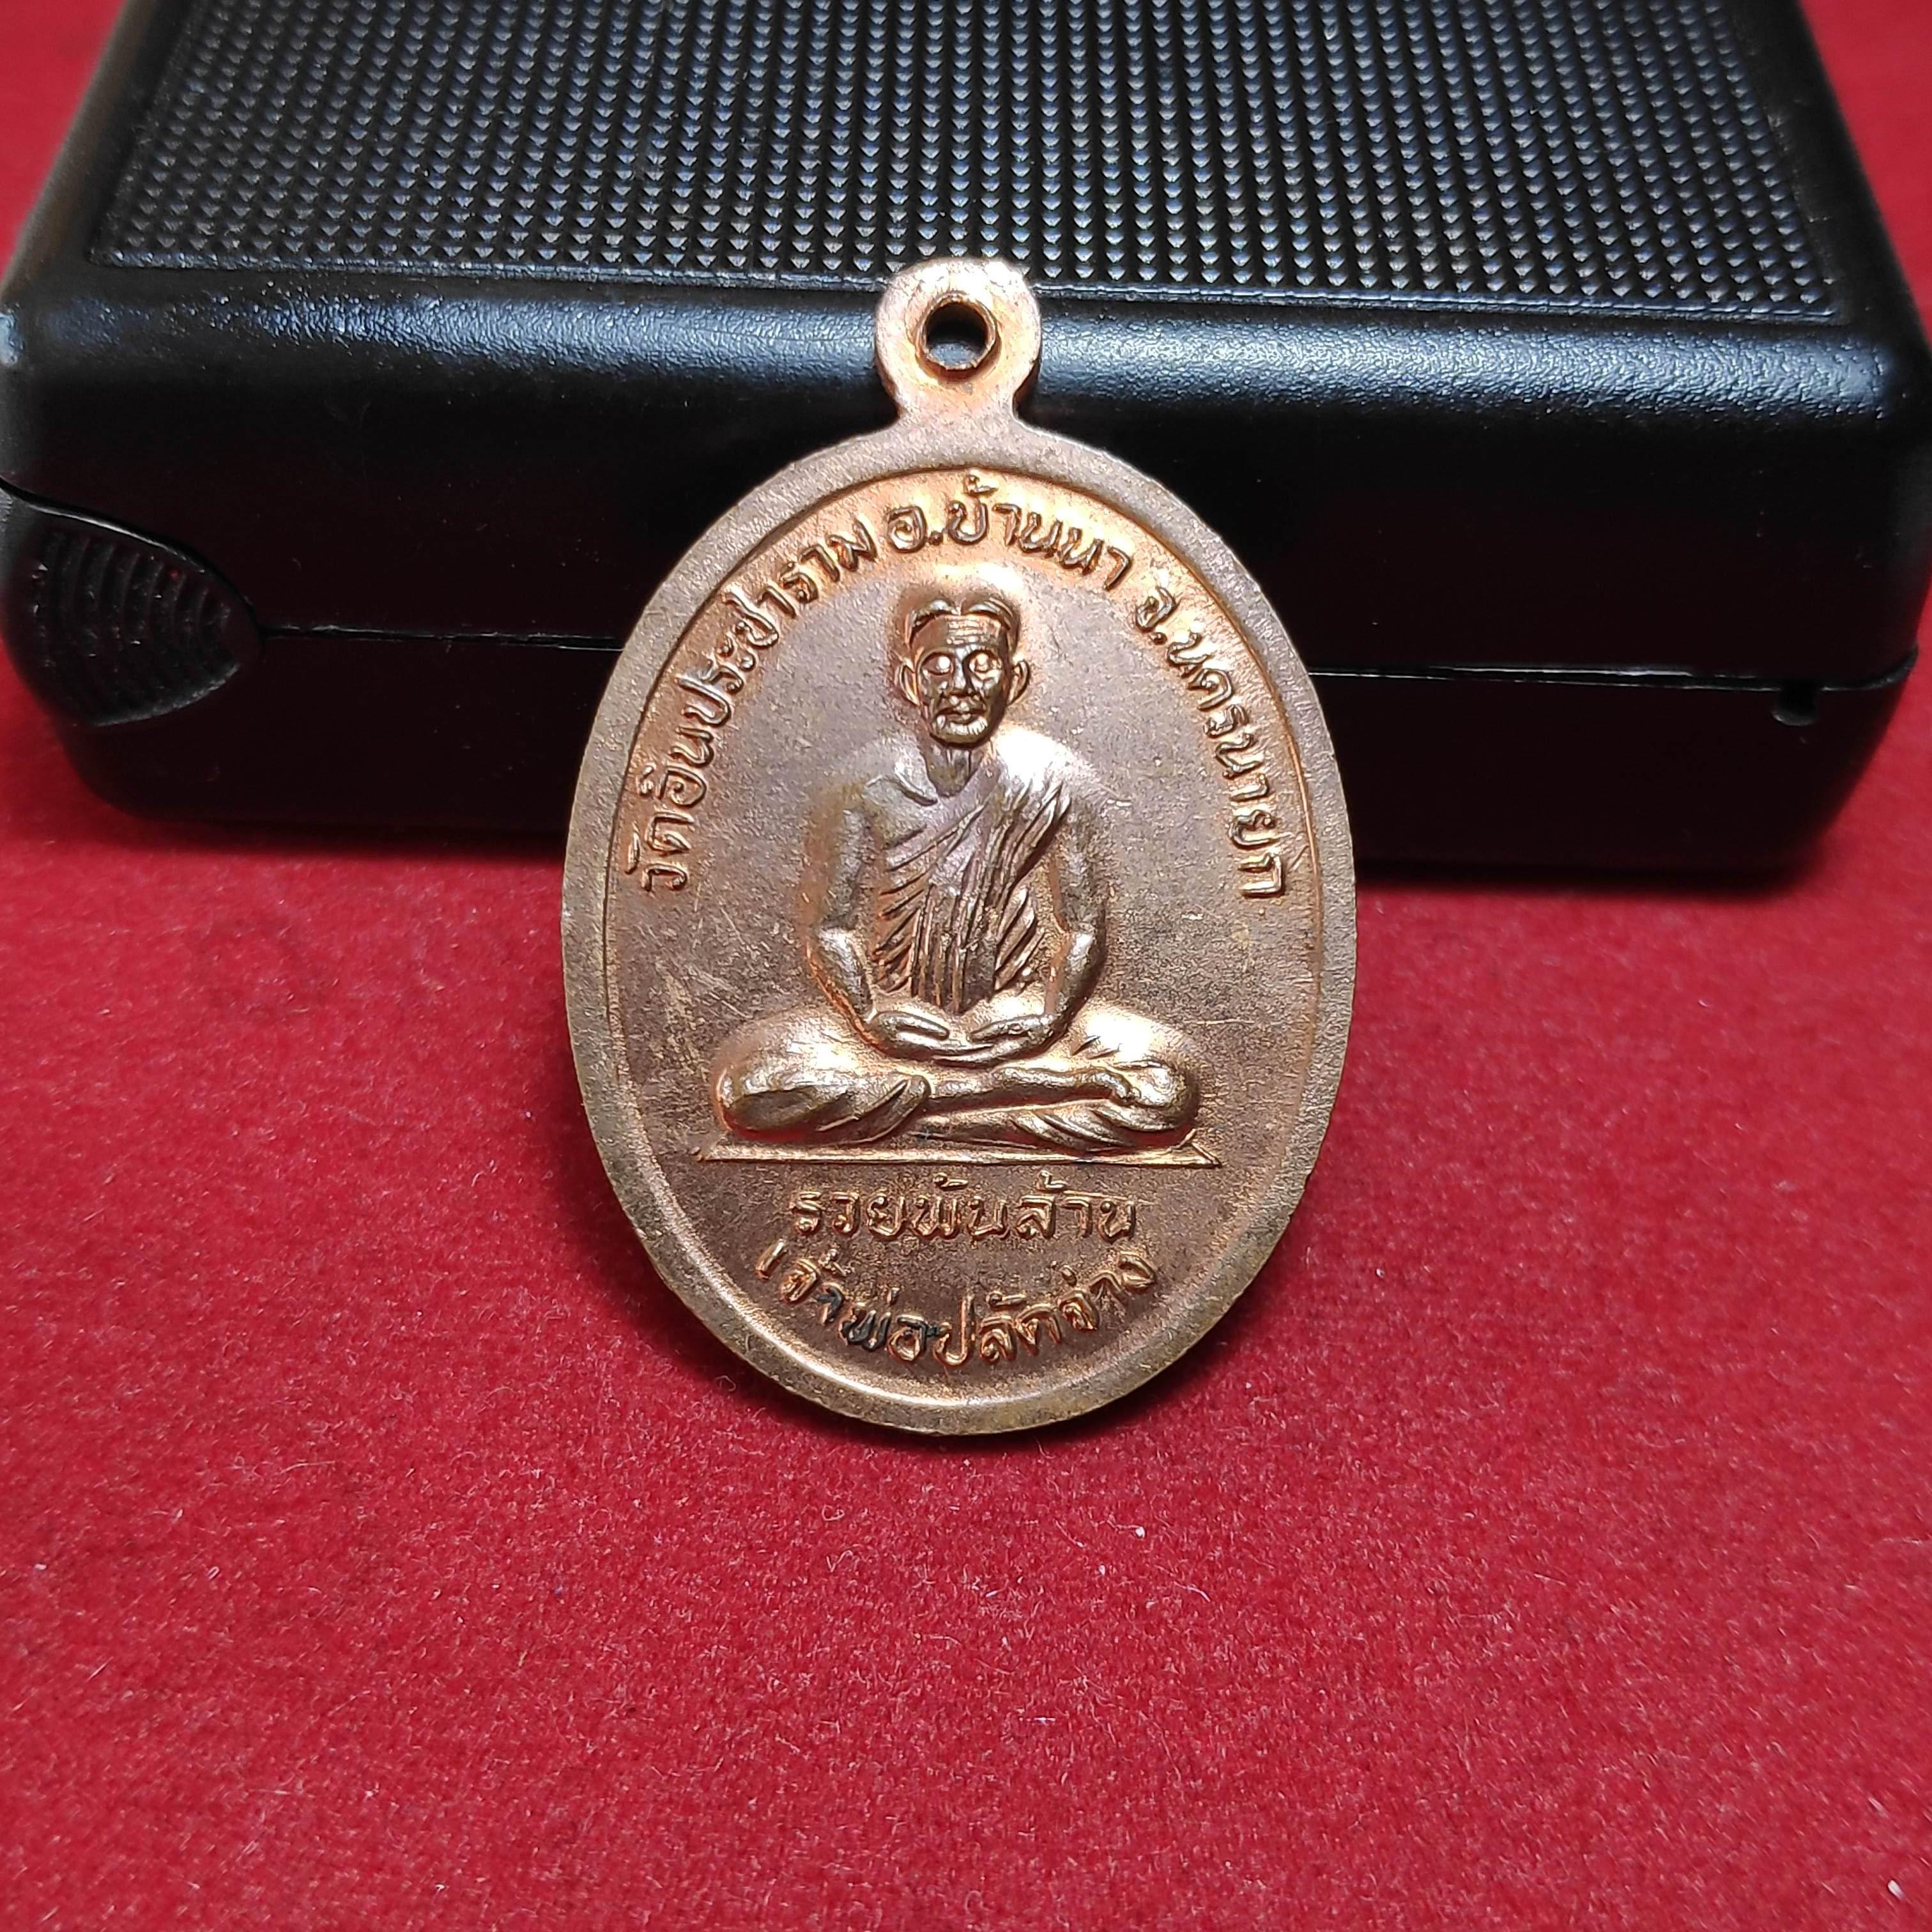 วัดอินประชาราม อ.บ้านนา จ.นครนายก
รวยพันล้าน
เจ้าพ่อปลัดจ่าง